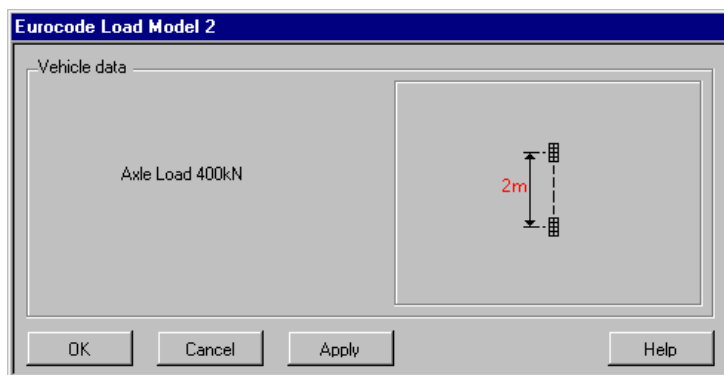 Eurocode Load Model 2
Vehicle data
Axle Load 400kN
2m
OK Cancel Apply Help